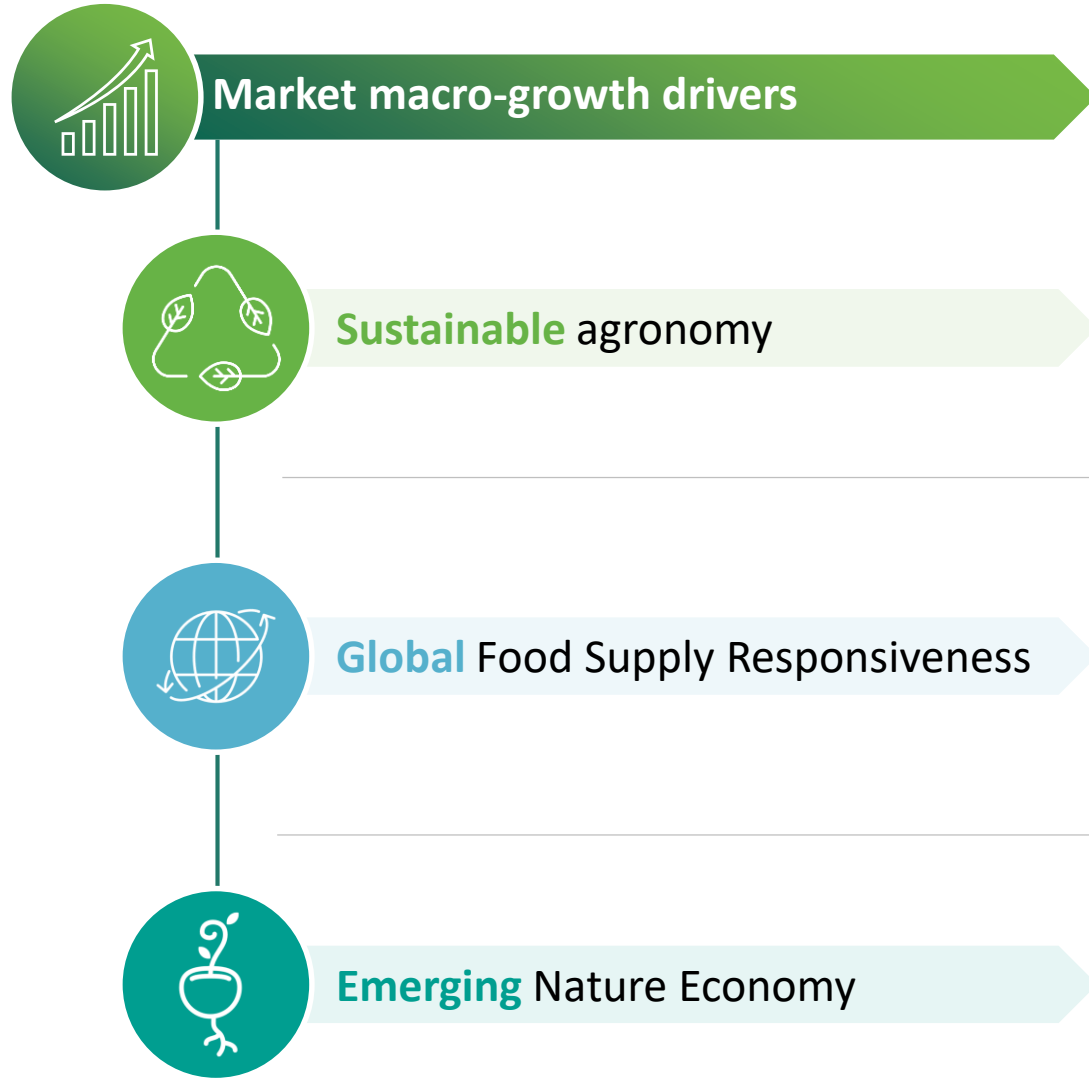 Market macro-growth drivers
Sustainable agronomy
Global Food Supply Responsiveness
Emerging Nature Economy